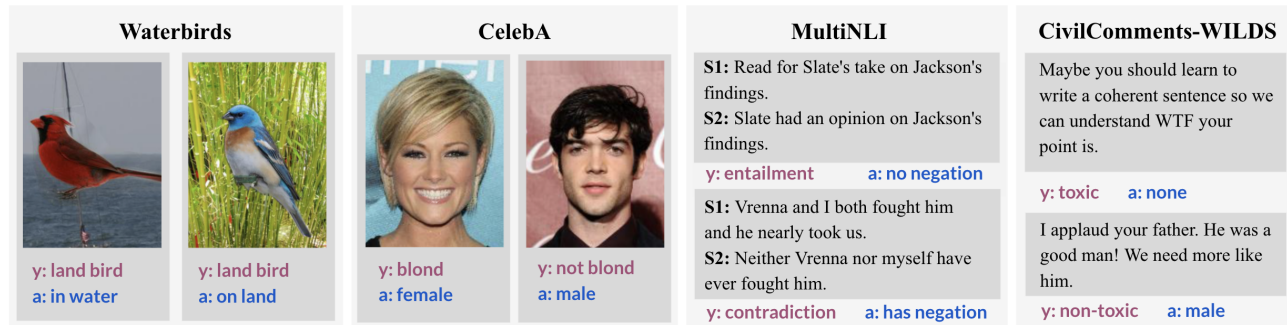 Waterbirds
y: land bird
a: in water
y: land bird
a: on land
CelebA
y: blond
a: female
y: not blond
a: male
MultiNLI
S1: Read for Slate's take on Jackson's
findings.
S2: Slate had an opinion on Jackson's
findings.
y: entailment a: no negation
S1: Vrenna and I both fought him
and he nearly took us.
S2: Neither Vrenna nor myself have
ever fought him.
y: contradiction a: has negation
CivilComments-WILDS
Maybe you should learn to
write a coherent sentence so we
can understand WTF your
point is.
y: toxic a: none
I applaud your father. He was a
good man! We need more like
him.
y: non-toxic a: male